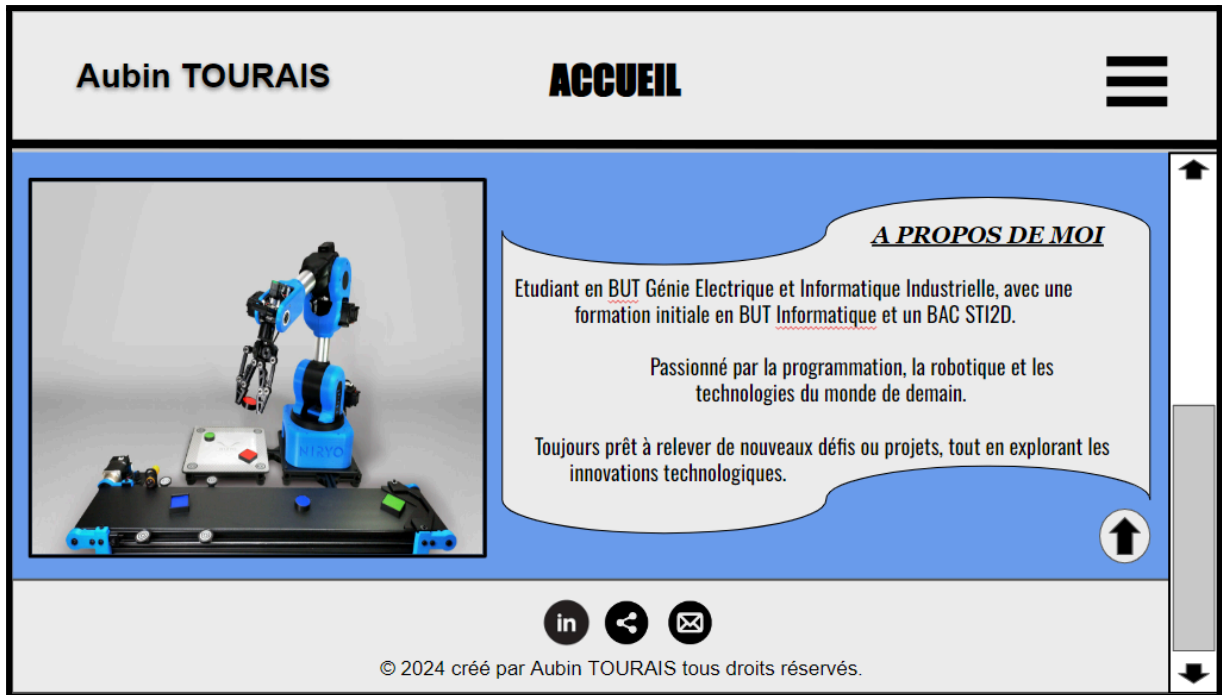 Aubin TOURAIS
ACCUEIL
A PROPOS DE MOI
Etudiant en BUT Génie Electrique et Informatique Industrielle, avec une
formation initiale en BUT Informatique et un BAC STI2D.
Passionné par la programmation, la robotique et les
technologies du monde de demain.
Toujours prêt à relever de nouveaux défis ou projets, tout en explorant les
innovations technologiques.
NIRYO
in
© 2024 créé par Aubin TOURAIS tous droits réservés.